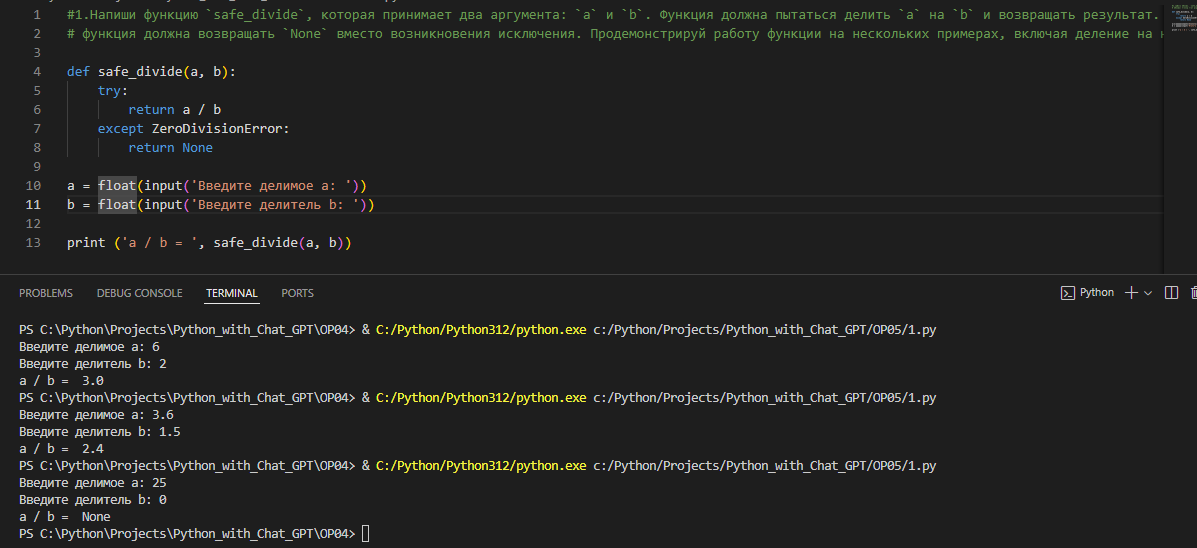 1 #1.Напиши функцию `safe_divide`, которая принимает два аргумента: `a` и `b`. Функция должна пытаться делить `a` на `b` и возвращать результат.
2 # функция должна возвращать `None` вместо возникновения исключения. Продемонстрируй работу функции на нескольких примерах, включая деление на
3
4 def safe_divide(a, b):
5 try:
6 return a / b
7 except ZeroDivisionError:
8 return None
9
10 a = float(input('Введите делимое a: '))
11 b = float(input('Введите делитель b: '))
12
13 print ('a / b = ', safe_divide(a, b))
PROBLEMS DEBUG CONSOLE TERMINAL PORTS Python
PS C:\Python\Projects\Python_with_Chat_GPT\OP04> & C:/Python/Python312/python.exe c:/Python/Projects/Python_with_Chat_GPT/OP05/1.py
Введите делимое a: 6
Введите делитель b: 2
a / b =  3.0
PS C:\Python\Projects\Python_with_Chat_GPT\OP04> & C:/Python/Python312/python.exe c:/Python/Projects/Python_with_Chat_GPT/OP05/1.py
Введите делимое a: 3.6
Введите делитель b: 1.5
a / b =  2.4
PS C:\Python\Projects\Python_with_Chat_GPT\OP04> & C:/Python/Python312/python.exe c:/Python/Projects/Python_with_Chat_GPT/OP05/1.py
Введите делимое a: 25
Введите делитель b: 0
a / b =  None
PS C:\Python\Projects\Python_with_Chat_GPT\OP04>